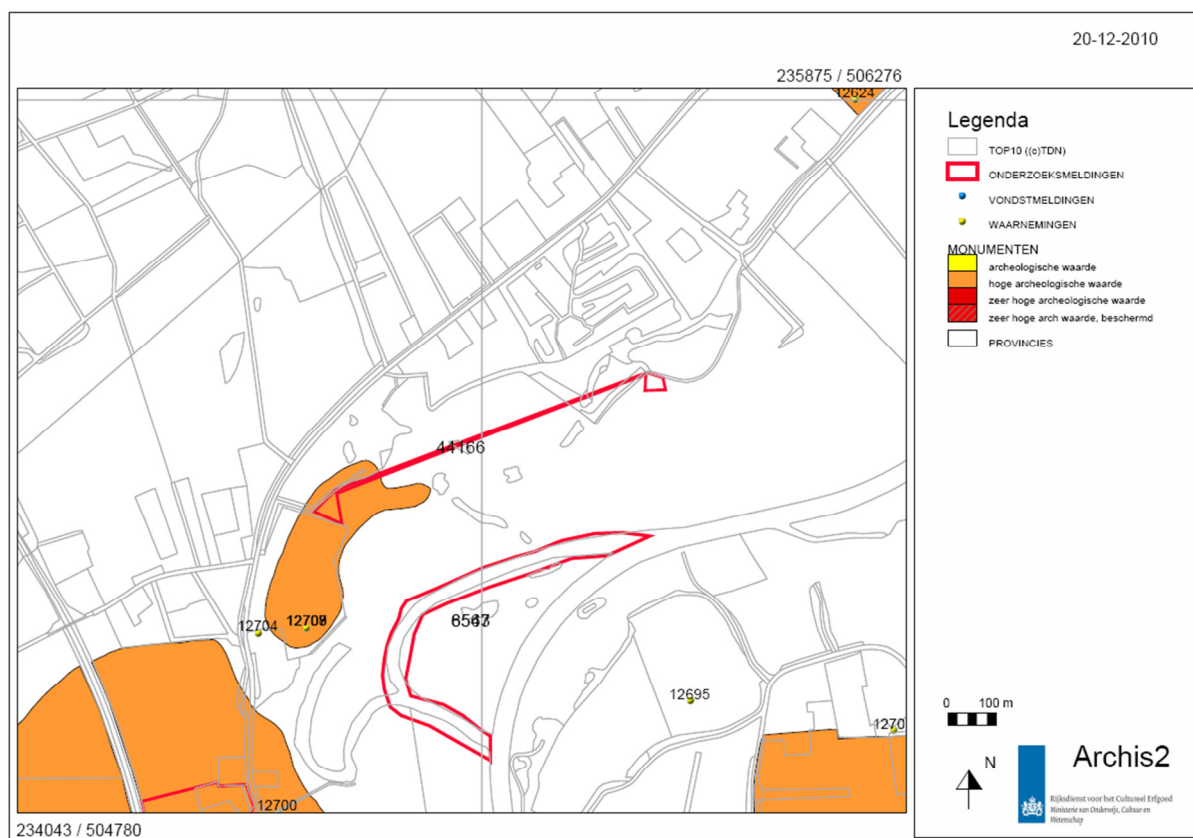 20-12-2010
235875 / 506276
12624
Legenda
TOP10 ((c)TDN)
ONDERZOEKSMELDINGEN
VONDSTMELDINGEN
WAARNEMINGEN
MONUMENTEN
archeologische waarde
hoge archeologische waarde
zeer hoge archeologische waarde
zeer hoge arch waarde, beschermd
PROVINCIES
44166
12704
12695
1270
12700
0 100 m
N
Archis2
Rijksdienst voor het Cultureel Erfgoed
Ministerie van Onderwijs, Cultuur en
Wetenschap
234043 / 504780